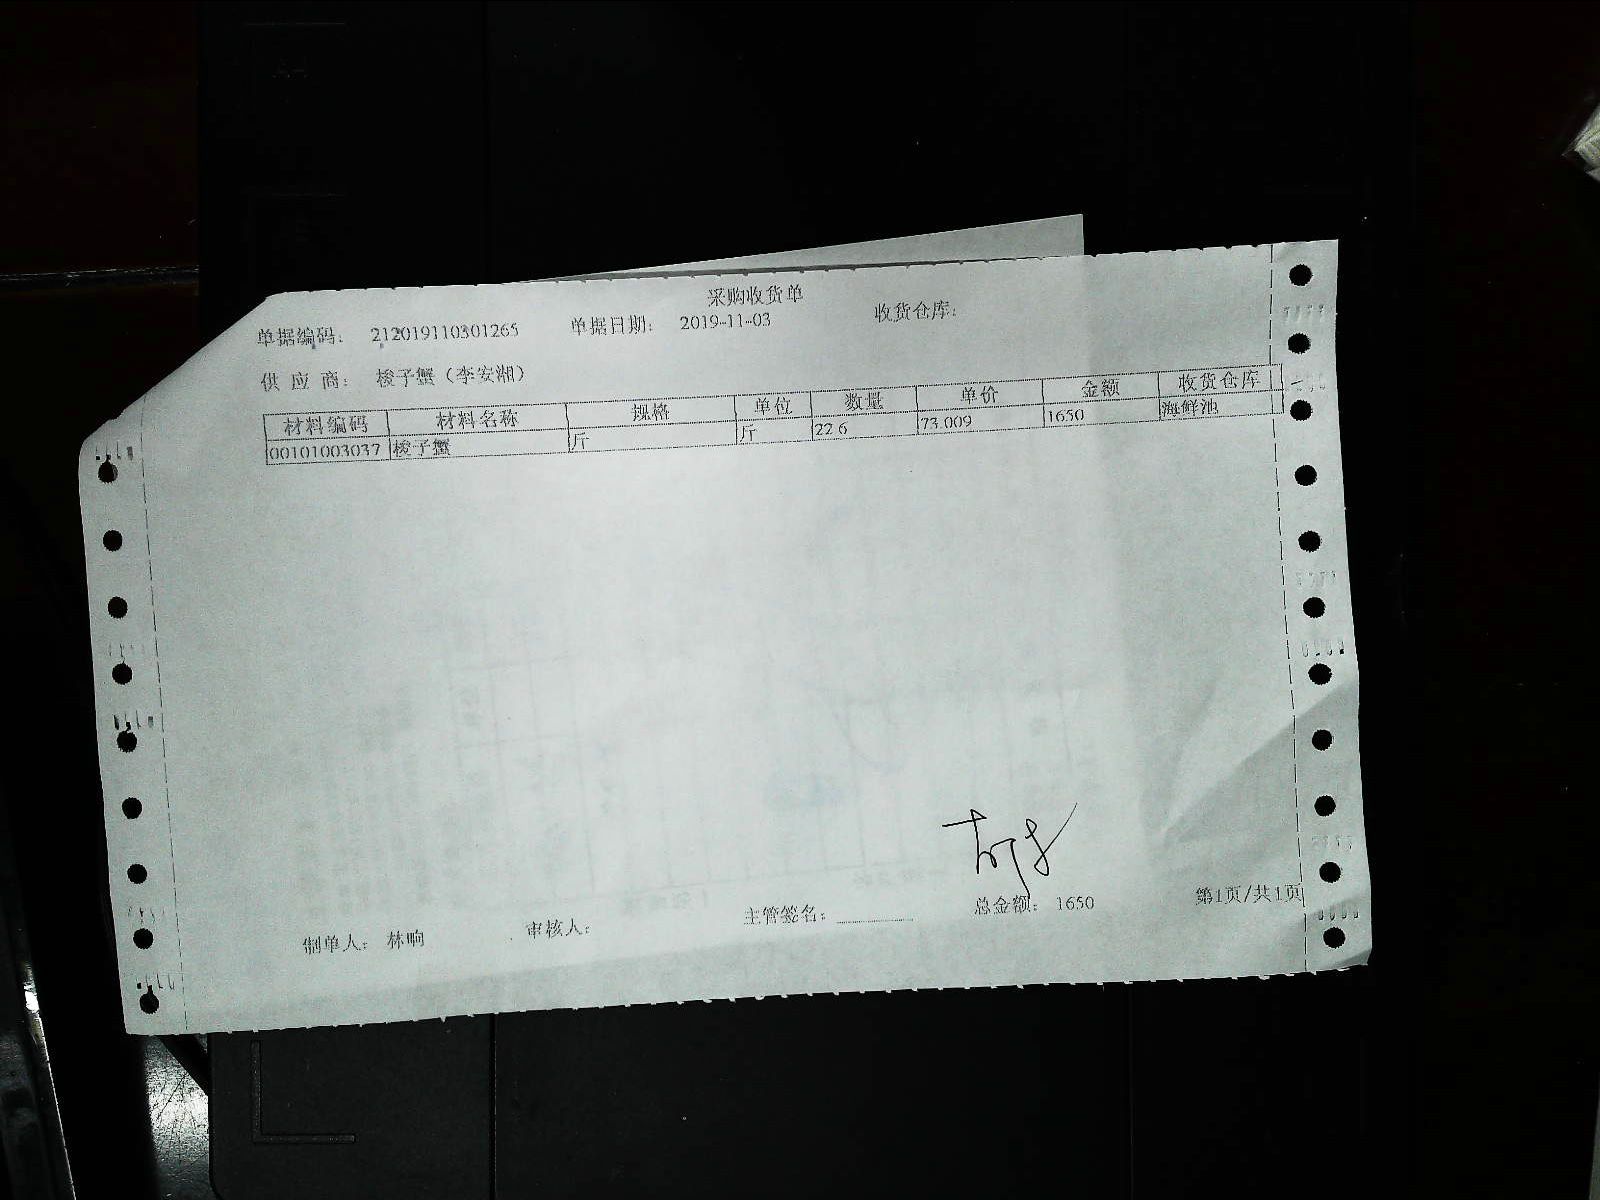 采购收货单
单据编码： 212019110301265 单据日期： 2019-11-03 收货仓库：
供 应 商： 梭子蟹（李安湘）
材料编码 材料名称 规格 单位 数量 单价 金额 收货仓库
00101003037 梭子蟹 斤 斤 22.6 73.009 1650 海鲜池
制单人： 林响 审核人： 主管签名： 总金额： 1650 第1页/共1页